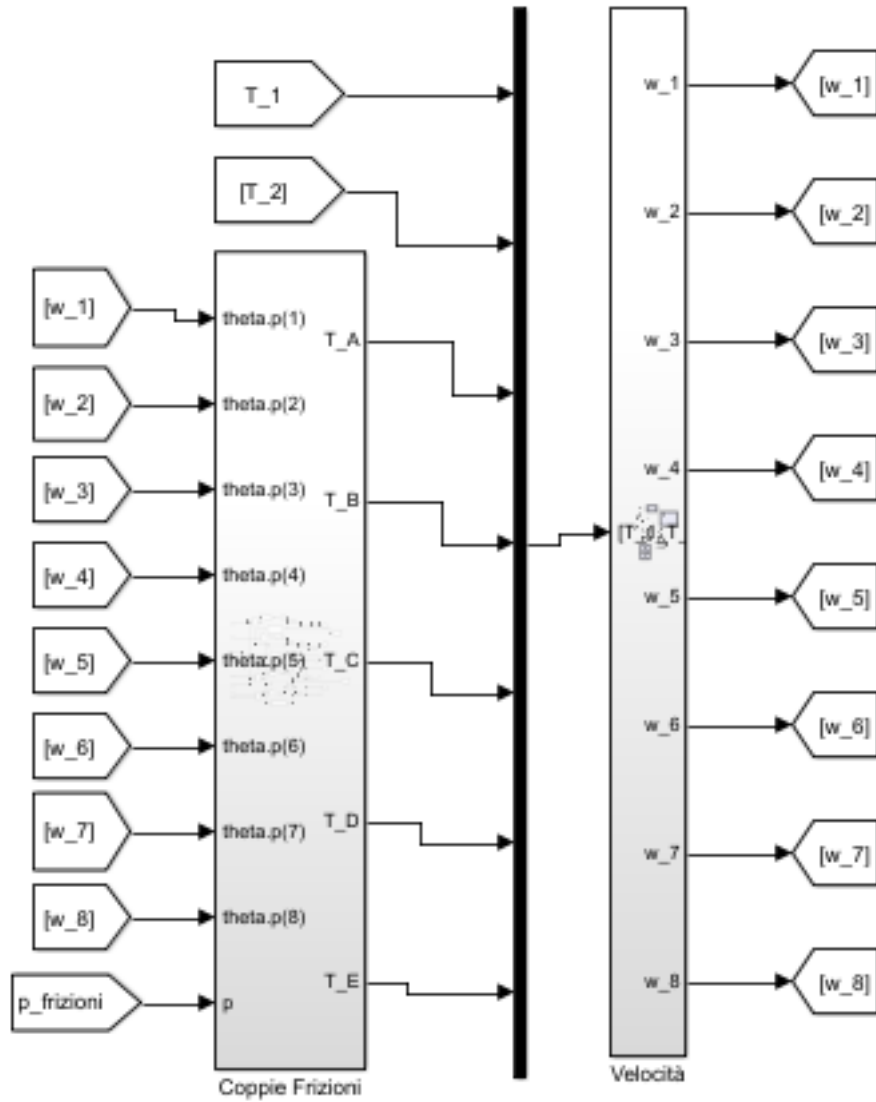 T_1
[T_2]
[w_1]
[w_2]
[w_3]
[w_4]
[w_5]
[w_6]
[w_7]
[w_8]
p_frizioni
theta.p(1)
theta.p(2)
theta.p(3)
theta.p(4)
theta.p(5)
theta.p(6)
theta.p(7)
theta.p(8)
p
T_A
T_B
T_C
T_D
T_E
Coppie Frizioni
w_1
w_2
w_3
w_4
w_5
w_6
w_7
w_8
Velocità
[w_1]
[w_2]
[w_3]
[w_4]
[w_5]
[w_6]
[w_7]
[w_8]